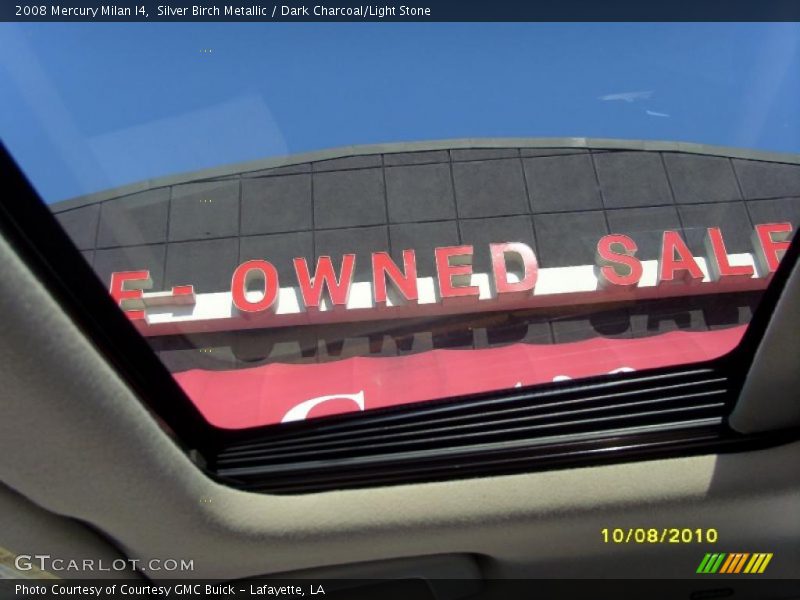 2008 Mercury Milan I4, Silver Birch Metallic / Dark Charcoal/Light Stone
E- OWNED SALE
10/08/2010
GTCARLOT.COM
Photo Courtesy of Courtesy GMC Buick - Lafayette, LA